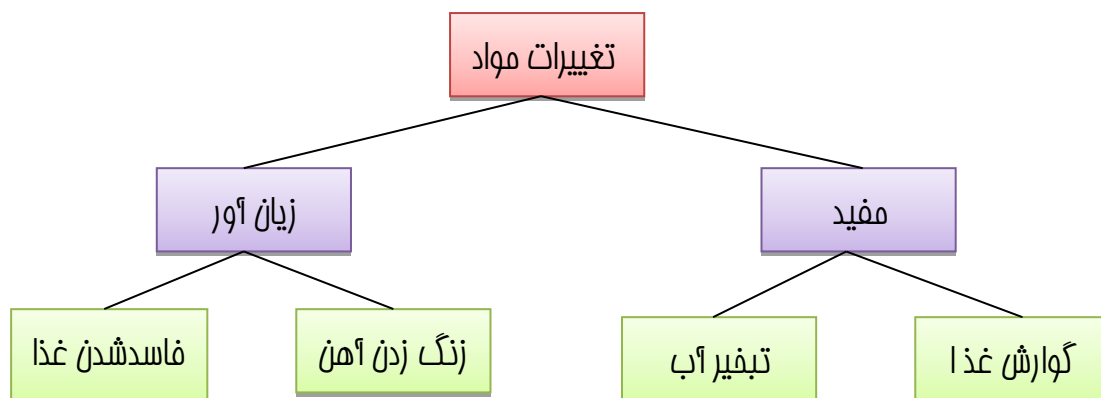 تغییرات مواد
مفید
زیان آور
گوارش غذا
تبخیر آب
زنگ زدن آهن
فاسدشدن غذا